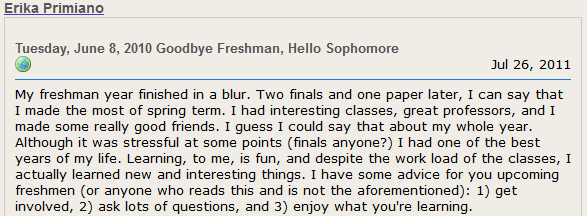 Erika Primiano
Tuesday, June 8, 2010 Goodbye Freshman, Hello Sophomore
Jul 26, 2011
My freshman year finished in a blur. Two finals and one paper later, I can say that
I made the most of spring term. I had interesting classes, great professors, and I
made some really good friends. I guess I could say that about my whole year.
Although it was stressful at some points (finals anyone?) I had one of the best
years of my life. Learning, to me, is fun, and despite the work load of the classes, I
actually learned new and interesting things. I have some advice for you upcoming
freshmen (or anyone who reads this and is not the aforementioned): 1) get
involved, 2) ask lots of questions, and 3) enjoy what you're learning.